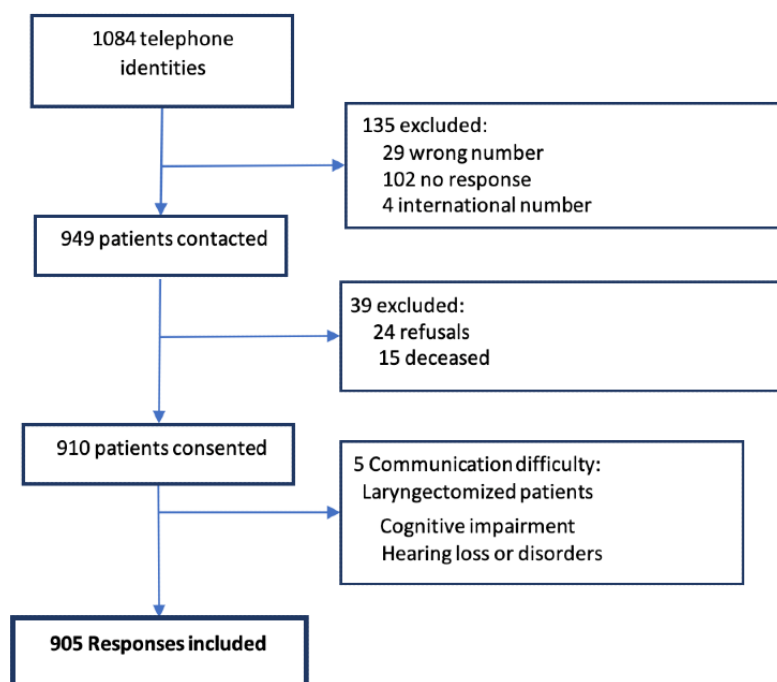 1084 telephone
identities
135 excluded:
29 wrong number
102 no response
4 international number
949 patients contacted
39 excluded:
24 refusals
15 deceased
910 patients consented
5 Communication difficulty:
Laryngectomized patients
Cognitive impairment
Hearing loss or disorders
905 Responses included